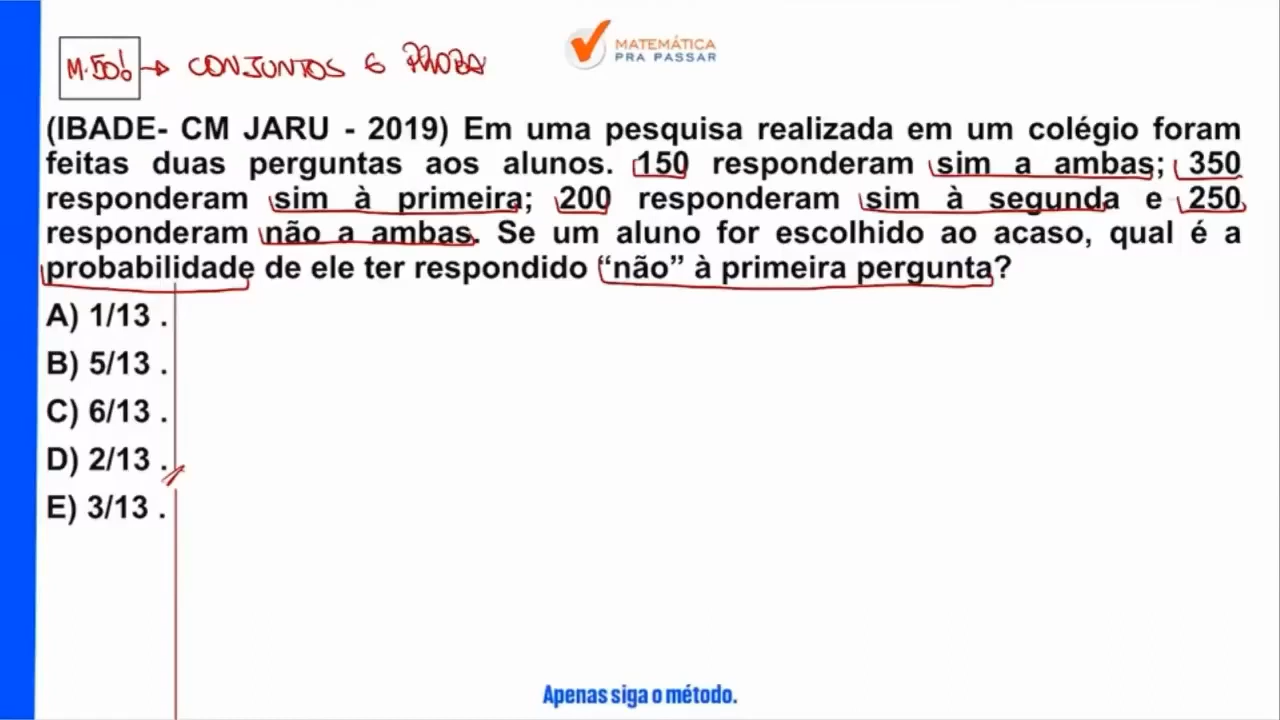 M.50! → CONJUNTOS E PROBA
MATEMÁTICA
PRA PASSAR
(IBADE- CM JARU - 2019) Em uma pesquisa realizada em um colégio foram
feitas duas perguntas aos alunos. 150 responderam sim a ambas; 350
responderam sim à primeira; 200 responderam sim à segunda e 250
responderam não a ambas. Se um aluno for escolhido ao acaso, qual é a
probabilidade de ele ter respondido “não” à primeira pergunta?
A) 1/13 .
B) 5/13 .
C) 6/13 .
D) 2/13 .
E) 3/13 .
Apenas siga o método.